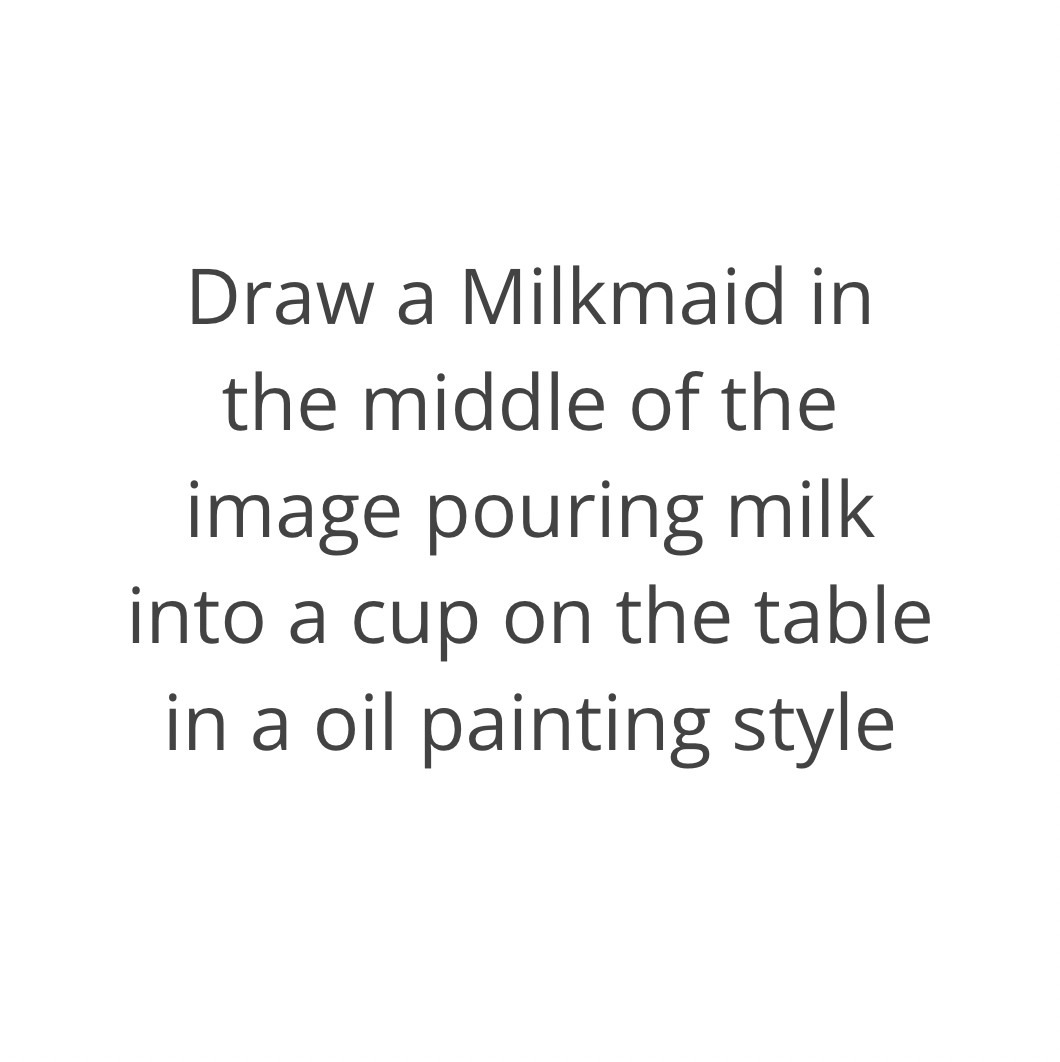 Draw a Milkmaid in
the middle of the
image pouring milk
into a cup on the table
in a oil painting style